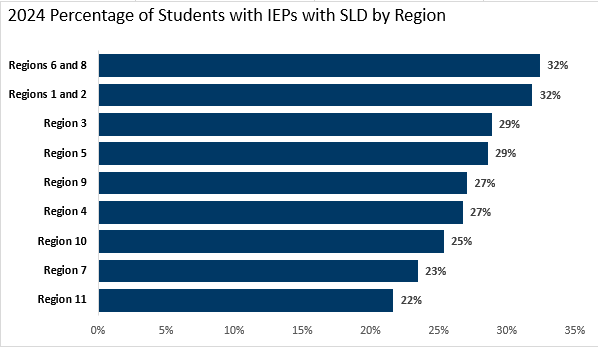 2024 Percentage of Students with IEPs with SLD by Region
Regions 6 and 8 32%
Regions 1 and 2 32%
Region 3 29%
Region 5 29%
Region 9 27%
Region 4 27%
Region 10 25%
Region 7 23%
Region 11 22%
0% 5% 10% 15% 20% 25% 30% 35%